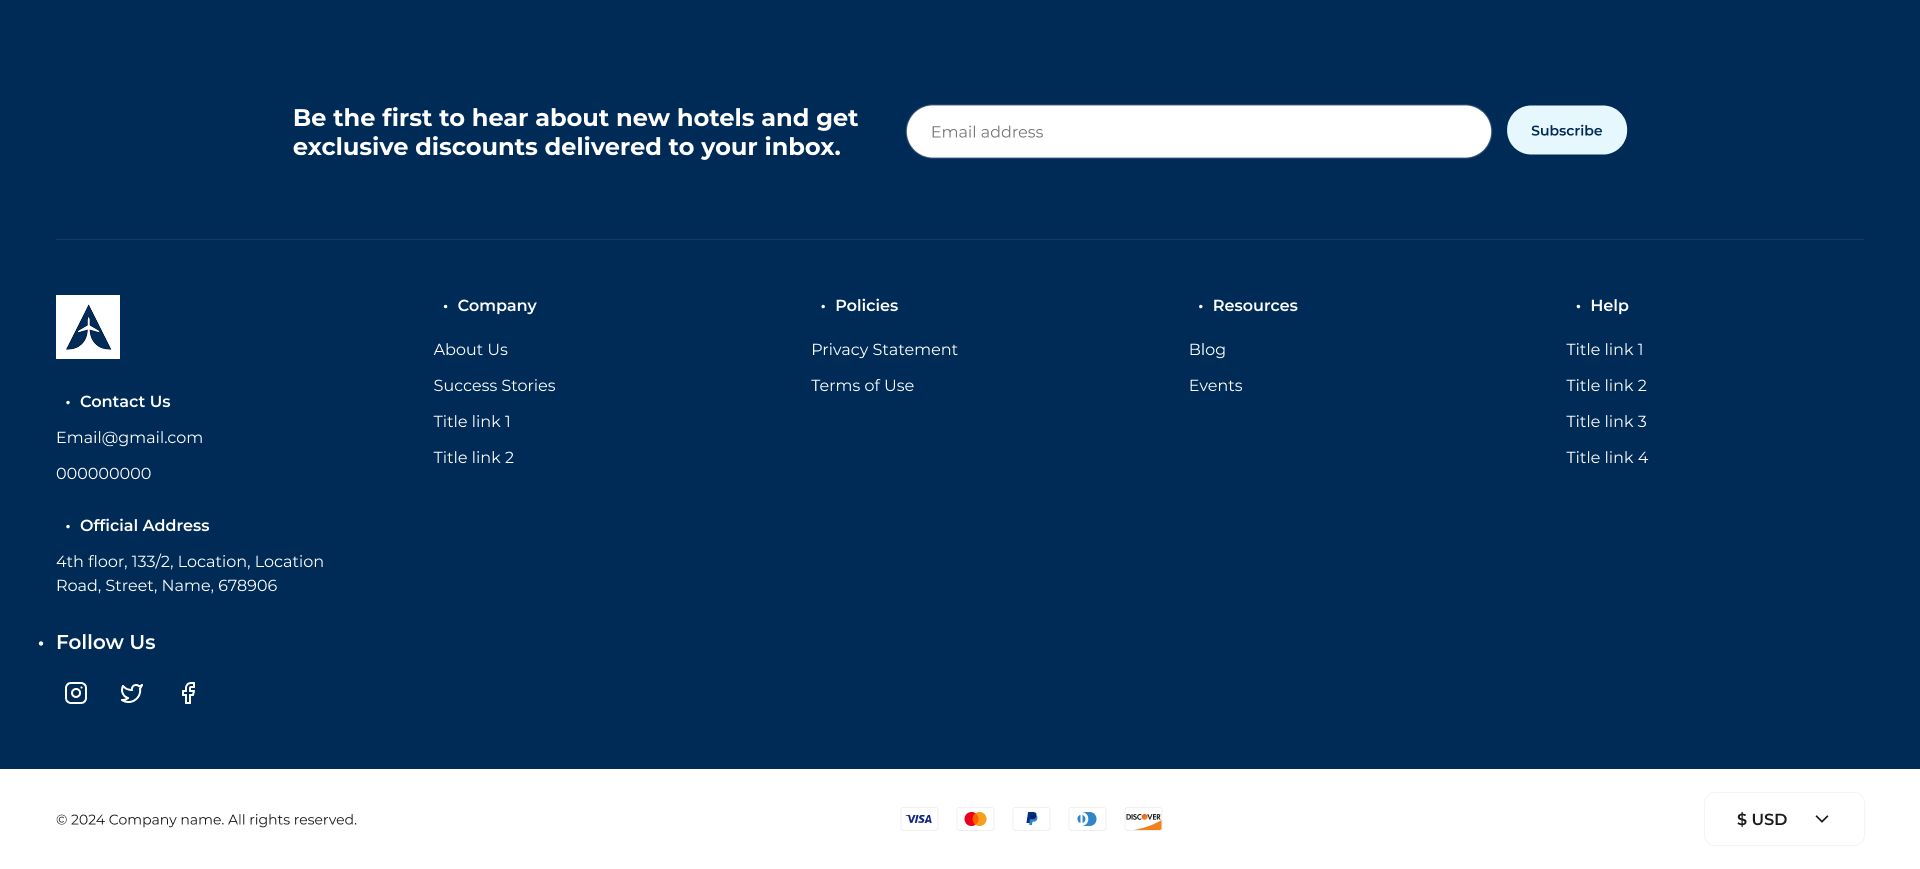 Be the first to hear about new hotels and get
exclusive discounts delivered to your inbox.
Email address
Subscribe
• Contact Us
Email@gmail.com
000000000
• Official Address
4th floor, 133/2, Location, Location
Road, Street, Name, 678906
• Follow Us
• Company
About Us
Success Stories
Title link 1
Title link 2
• Policies
Privacy Statement
Terms of Use
• Resources
Blog
Events
• Help
Title link 1
Title link 2
Title link 3
Title link 4
© 2024 Company name. All rights reserved.
VISA
DISCOVER
$ USD